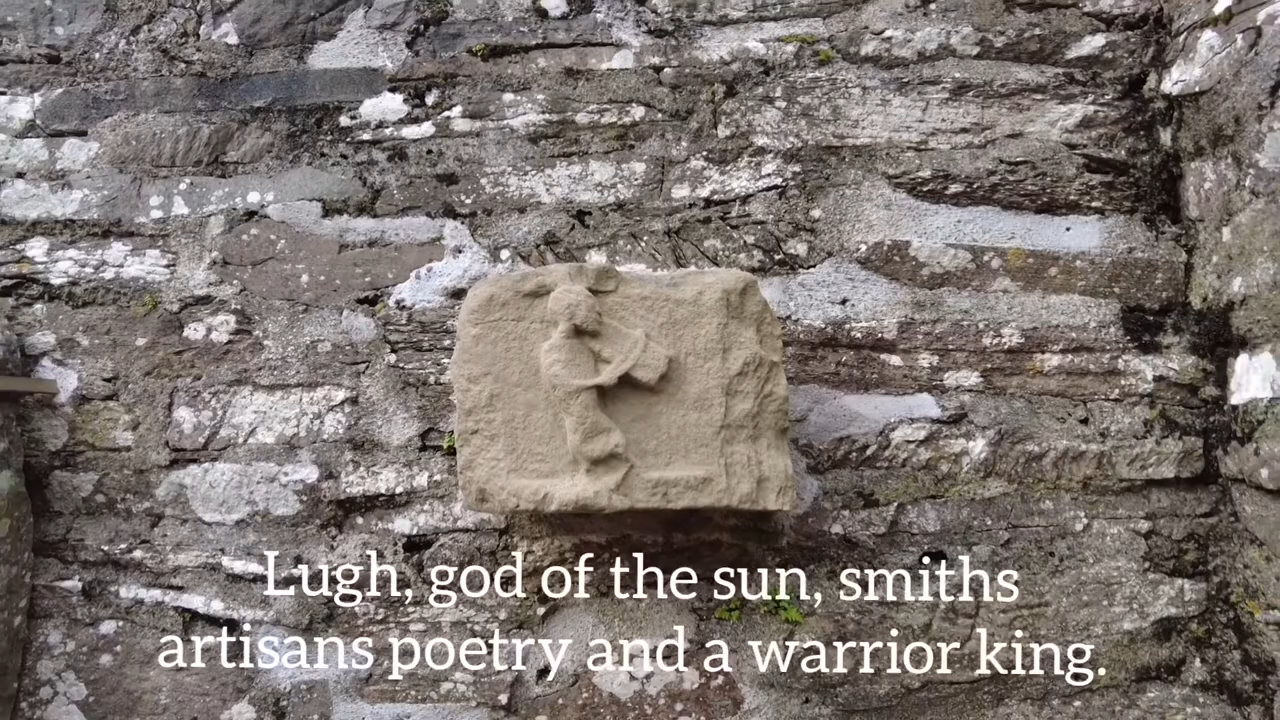 Lugh, god of the sun, smiths
artisans poetry and a warrior king.